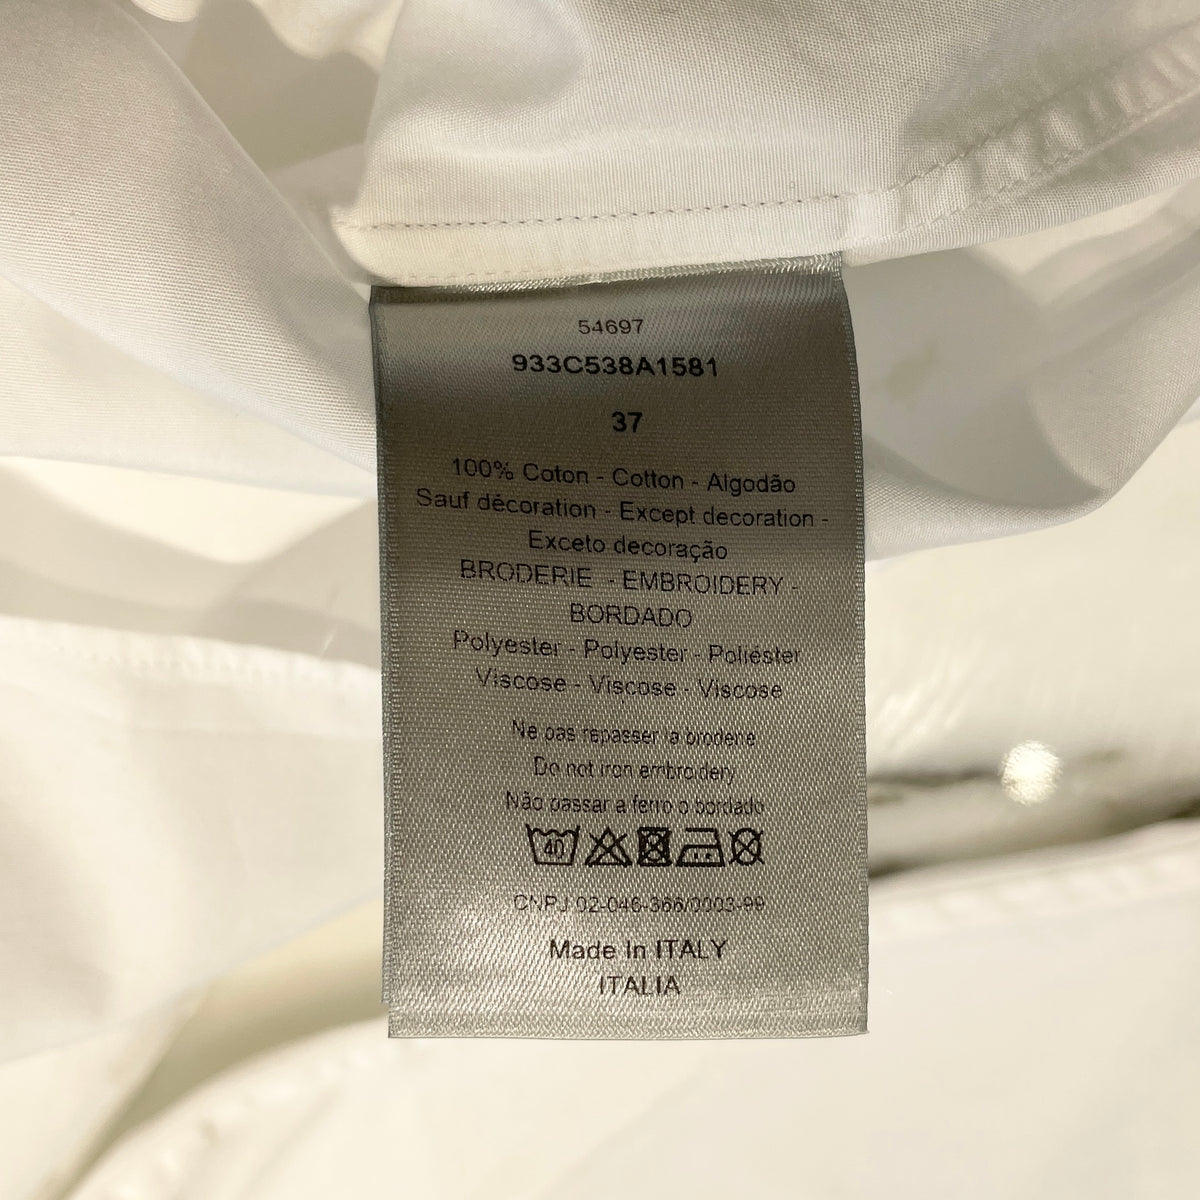 54697
933C538A1581
37
100% Coton - Cotton - Algodão
Sauf décoration - Except decoration -
Exceto decoração
BRODERIE - EMBROIDERY -
BORDADO
Polyester - Polyester - Poliéster
Viscose - Viscose - Viscose
Ne pas repasser la broderie
Do not iron embroidery
Não passar a ferro o bordado
40
CNPJ 02-046-366/0003-99
Made In ITALY
ITALIA